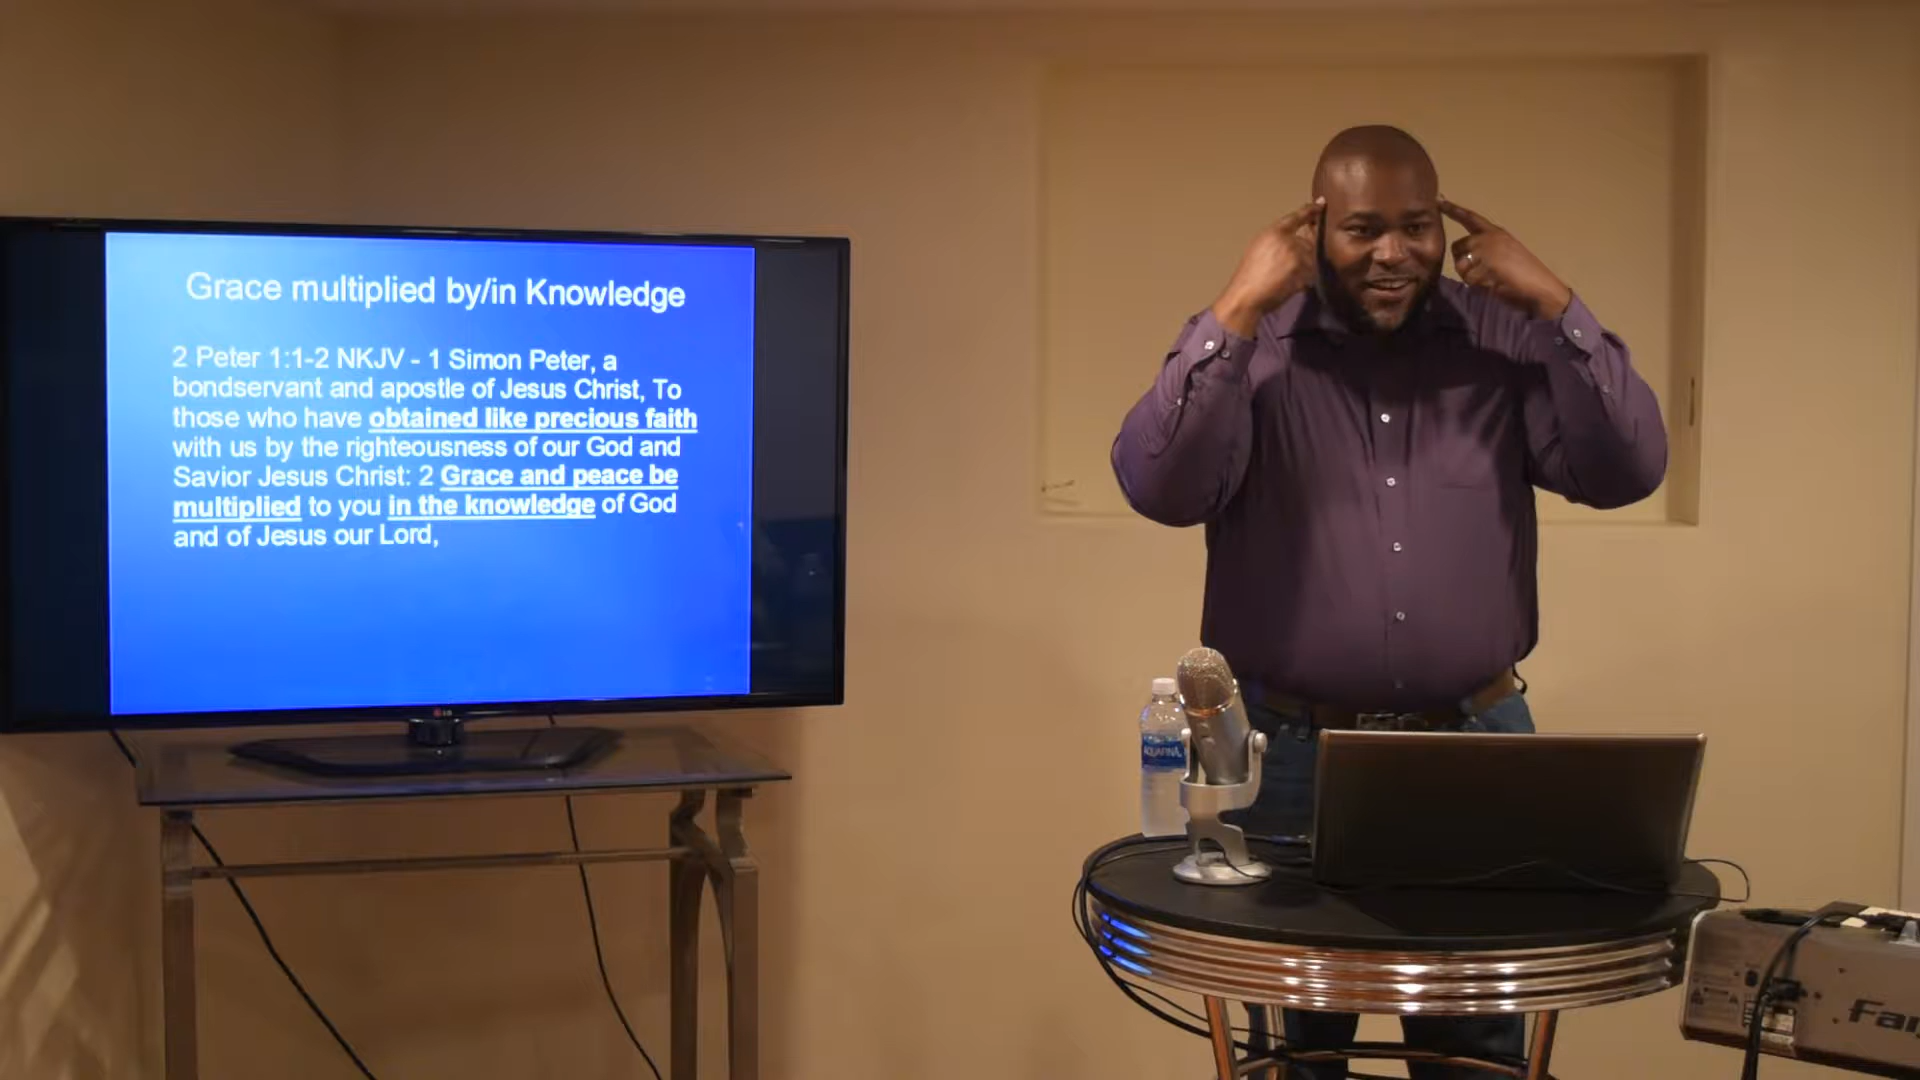 Grace multiplied by/in Knowledge
2 Peter 1:1-2 NKJV - 1 Simon Peter, a
bondservant and apostle of Jesus Christ, To
those who have obtained like precious faith
with us by the righteousness of our God and
Savior Jesus Christ: 2 Grace and peace be
multiplied to you in the knowledge of God
and of Jesus our Lord,
LG
AQUAFINA